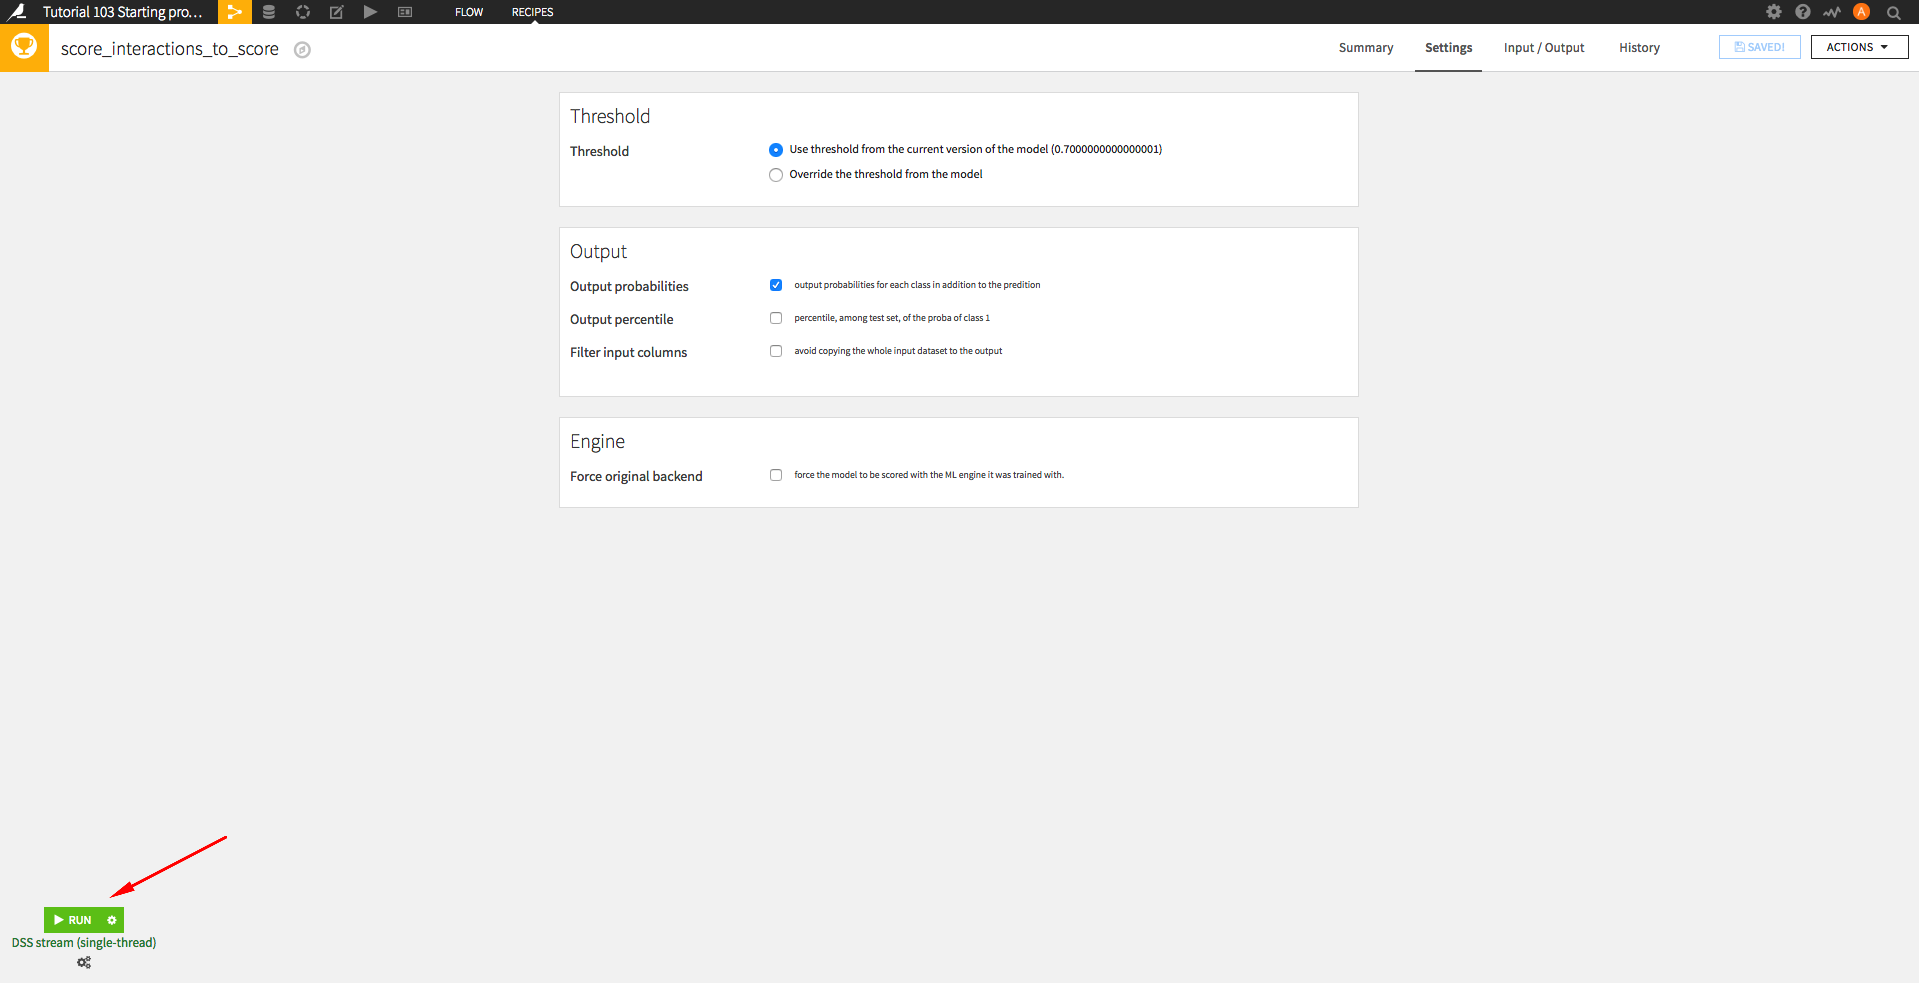 Tutorial 103 Starting pro... FLOW RECIPES A
score_interactions_to_score Summary Settings Input / Output History SAVED! ACTIONS
Threshold
Threshold Use threshold from the current version of the model (0.7000000000000001)
Override the threshold from the model
Output
Output probabilities output probabilities for each class in addition to the predition
Output percentile percentile, among test set, of the proba of class 1
Filter input columns avoid copying the whole input dataset to the output
Engine
Force original backend force the model to be scored with the ML engine it was trained with.
RUN
DSS stream (single-thread)